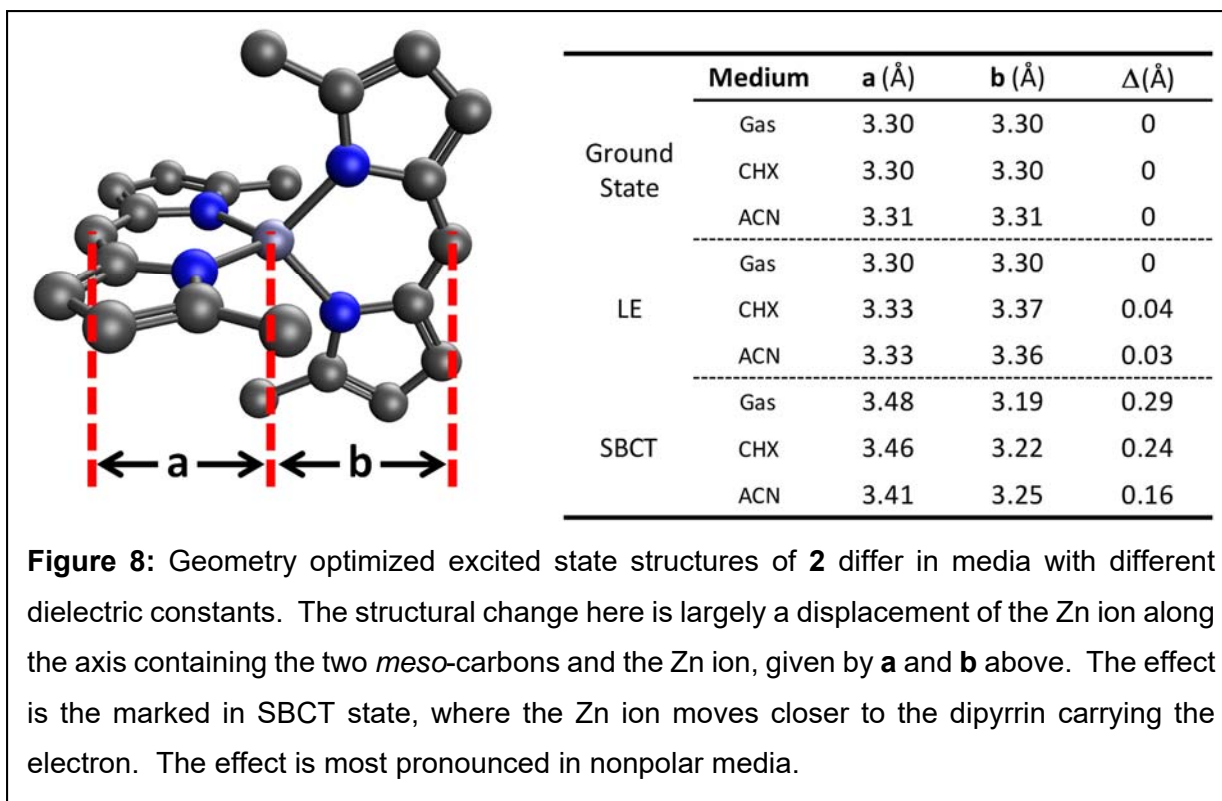 Medium a (Å) b (Å) Δ(Å)
Ground State
Gas 3.30 3.30 0
CHX 3.30 3.30 0
ACN 3.31 3.31 0
LE
Gas 3.30 3.30 0
CHX 3.33 3.37 0.04
ACN 3.33 3.36 0.03
SBCT
Gas 3.48 3.19 0.29
CHX 3.46 3.22 0.24
ACN 3.41 3.25 0.16
a b
Figure 8: Geometry optimized excited state structures of 2 differ in media with different
dielectric constants. The structural change here is largely a displacement of the Zn ion along
the axis containing the two meso-carbons and the Zn ion, given by a and b above. The effect
is the marked in SBCT state, where the Zn ion moves closer to the dipyrrin carrying the
electron. The effect is most pronounced in nonpolar media.